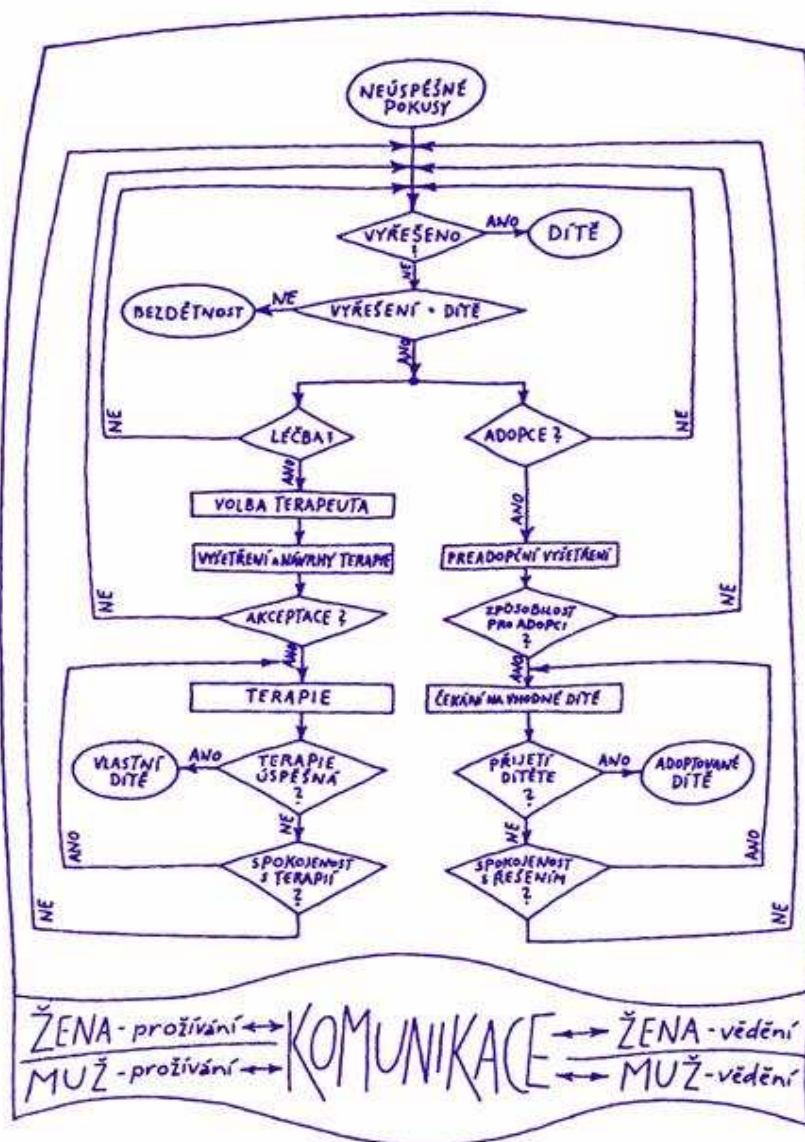 NEÚSPĚŠNÉ
POKUSY
VYŘEŠENO
?
ANO
DÍTĚ
NE
VYŘEŠENÍ = DÍTĚ
NE
BEZDĚTNOST
ANO
LÉČBA?
NE
ADOPCE?
NE
ANO
VOLBA TERAPEUTA
ANO
VYŠETŘENÍ A NÁVRHY TERAPIE
PREADOPČNÍ VYŠETŘENÍ
AKCEPTACE?
NE
ZPŮSOBILOST
PRO ADOPCI
?
NE
ANO
ANO
TERAPIE
ČEKÁNÍ NA VHODNÉ DÍTĚ
VLASTNÍ
DÍTĚ
ANO
TERAPIE
ÚSPĚŠNÁ
?
PŘIJETÍ
DÍTĚTE
?
ANO
ADOPTOVANÉ
DÍTĚ
NE
NE
ANO
SPOKOJENOST
S TERAPIÍ
?
SPOKOJENOST
S ŘEŠENÍM
?
ANO
NE
NE
ŽENA - prožívání
KOMUNIKACE
ŽENA - vědění
MUŽ - prožívání
MUŽ - vědění